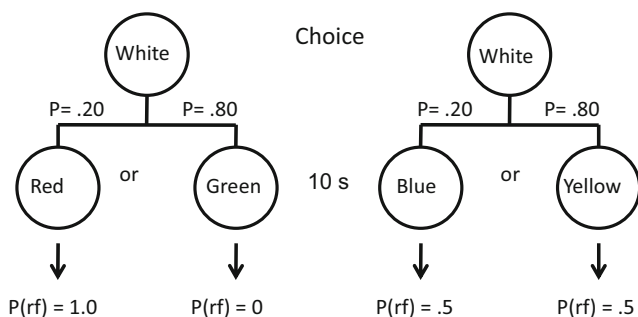 Choice
White White
P= .20 P= .80 P= .20 P= .80
Red or Green 10 s Blue or Yellow
P(rf) = 1.0 P(rf) = 0 P(rf) = .5 P(rf) = .5